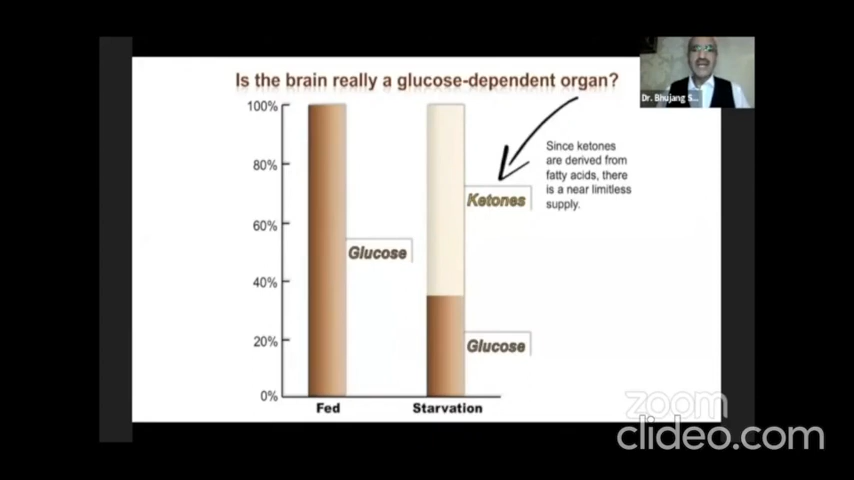 Is the brain really a glucose-dependent organ?
Dr. Bhujang S...
100%
80%
60%
40%
20%
0%
Glucose
Ketones
Glucose
Since ketones
are derived from
fatty acids, there
is a near limitless
supply.
Fed
Starvation
zoom
clideo.com